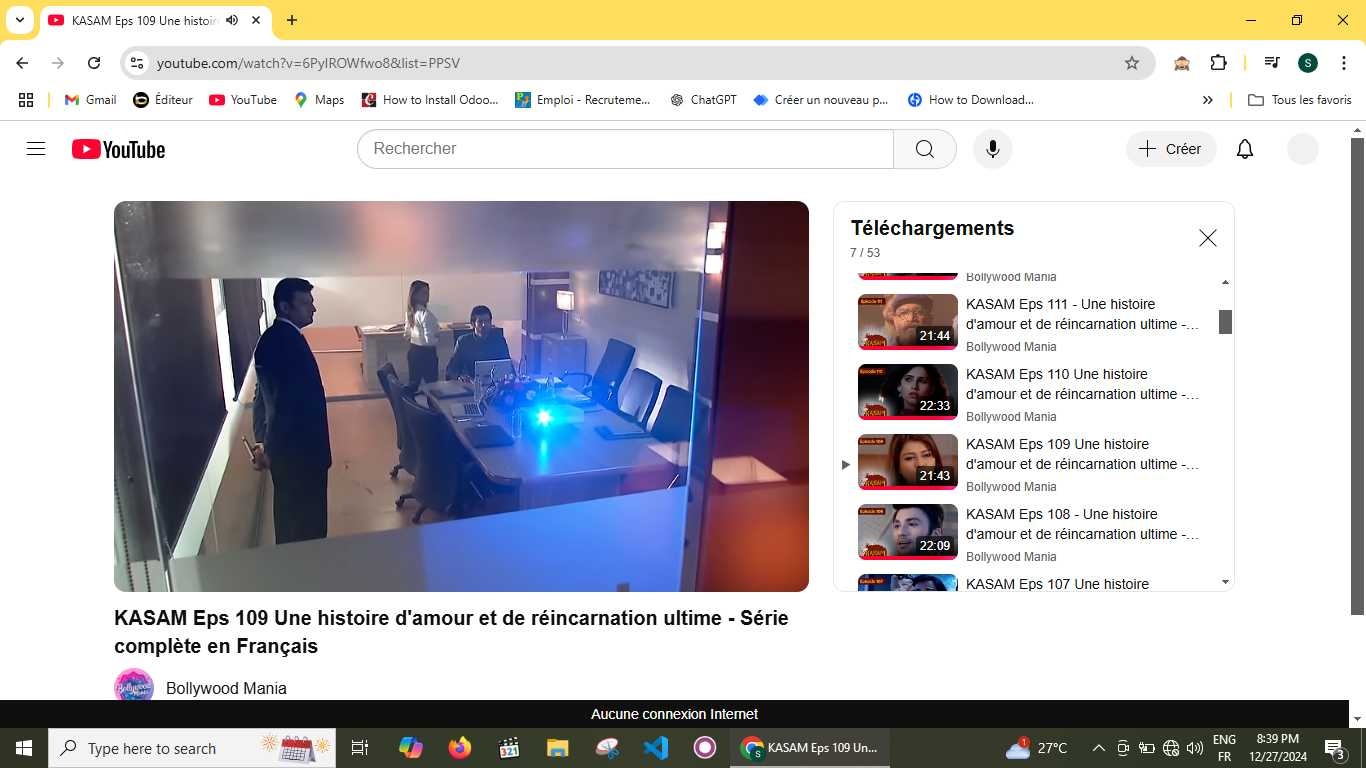 KASAM Eps 109 Une histoir
youtube.com/watch?v=6PyIROWfwo8&list=PPSV
S
Gmail
Éditeur
YouTube
Maps
How to Install Odoo...
Emploi - Recruteme...
ChatGPT
Créer un nouveau p...
How to Download...
Tous les favoris
YouTube
Rechercher
Créer
Téléchargements
7 / 53
Bollywood Mania
KASAM Eps 111 - Une histoire
d'amour et de réincarnation ultime -...
21:44
Bollywood Mania
KASAM Eps 110 Une histoire
d'amour et de réincarnation ultime -...
22:33
Bollywood Mania
KASAM Eps 109 Une histoire
d'amour et de réincarnation ultime -...
21:43
Bollywood Mania
KASAM Eps 108 - Une histoire
d'amour et de réincarnation ultime -...
22:09
Bollywood Mania
KASAM Eps 107 Une histoire
KASAM Eps 109 Une histoire d'amour et de réincarnation ultime - Série
complète en Français
Bollywood Mania
Aucune connexion Internet
Type here to search
KASAM Eps 109 Un...
27°C
ENG
FR
8:39 PM
12/27/2024
3